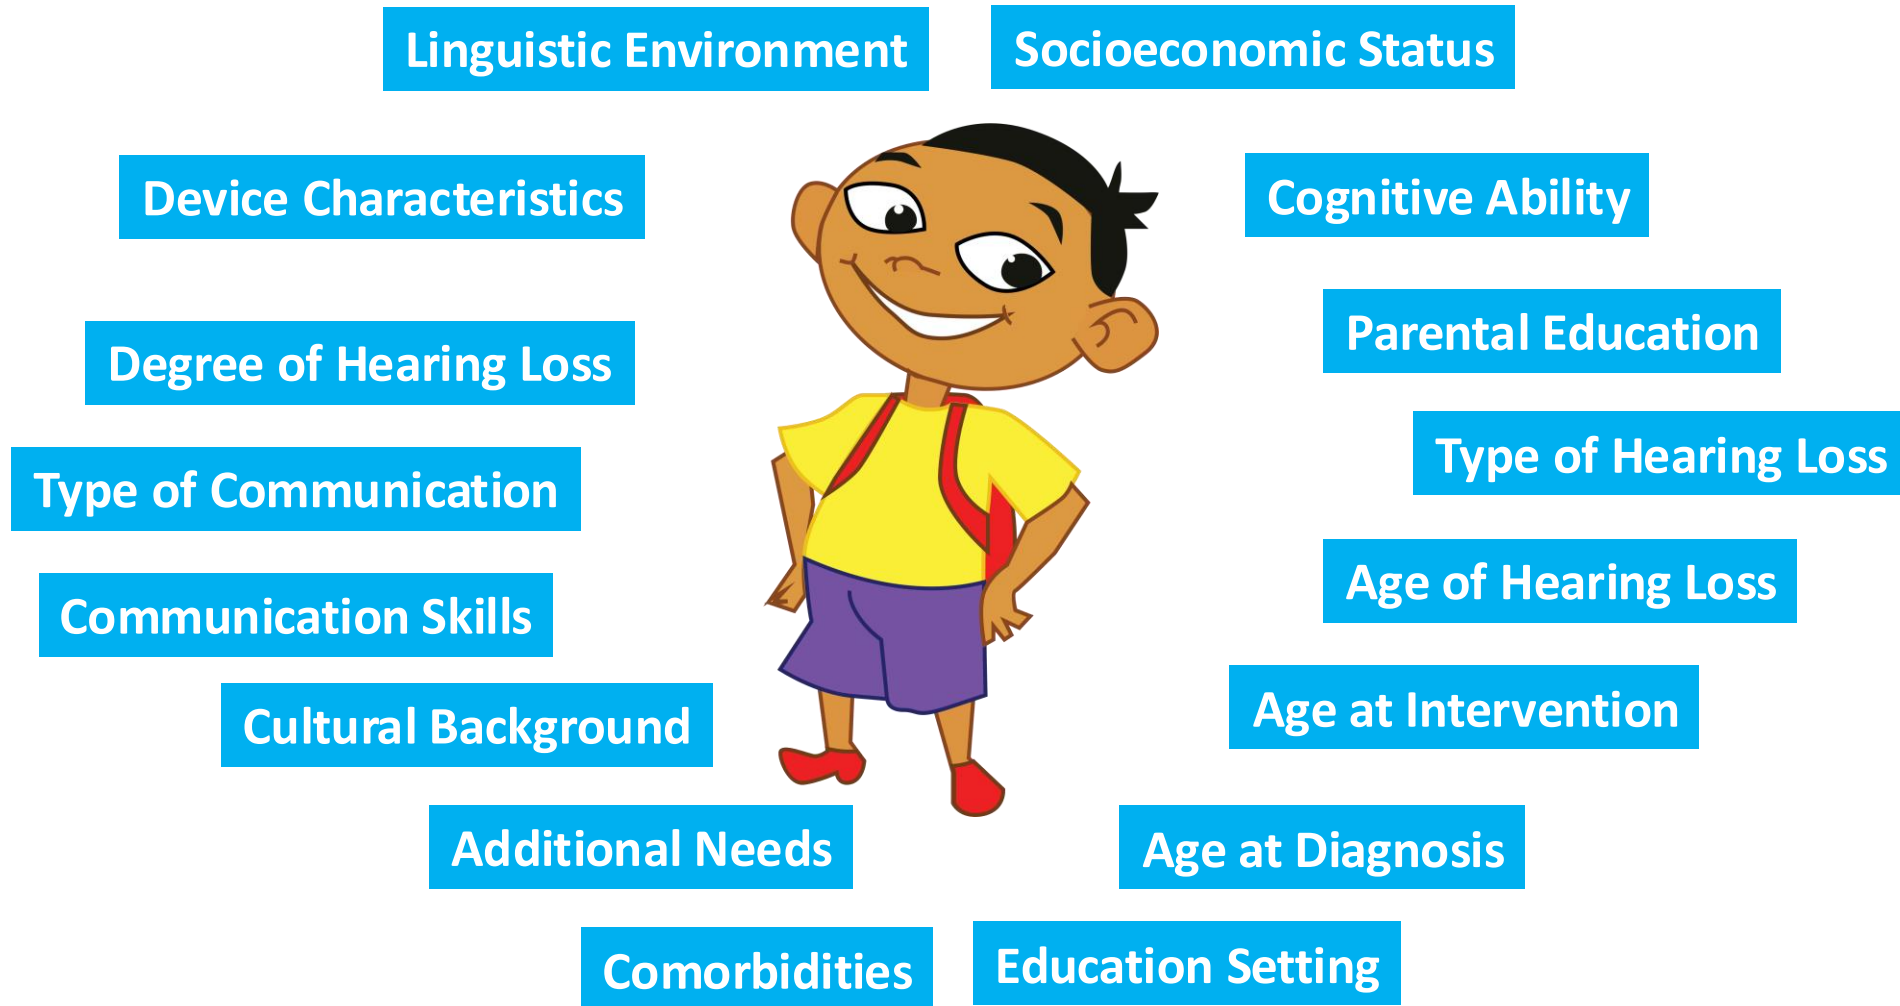 Linguistic Environment
Socioeconomic Status
Device Characteristics
Cognitive Ability
Degree of Hearing Loss
Parental Education
Type of Communication
Type of Hearing Loss
Communication Skills
Age of Hearing Loss
Cultural Background
Age at Intervention
Additional Needs
Age at Diagnosis
Comorbidities
Education Setting